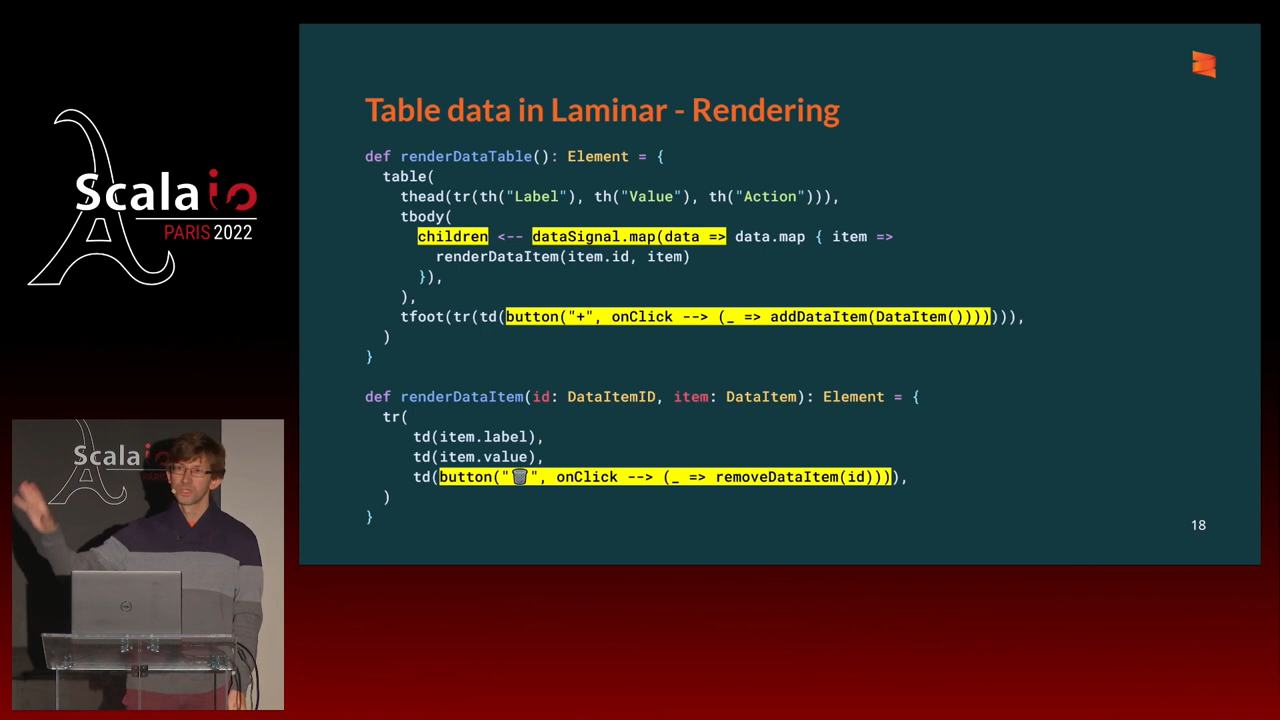 Scala io
PARIS 2022
Table data in Laminar - Rendering
def renderDataTable(): Element = {
table(
thead(tr(th("Label"), th("Value"), th("Action"))),
tbody(
children <-- dataSignal.map(data => data.map { item =>
renderDataItem(item.id, item)
}),
),
tfoot(tr(td(button("+", onClick --> (_ => addDataItem(DataItem()))))))),
)
}
def renderDataItem(id: DataItemID, item: DataItem): Element = {
tr(
td(item.label),
td(item.value),
td(button("🗑️", onClick --> (_ => removeDataItem(id)))),
)
}
18
Scala io